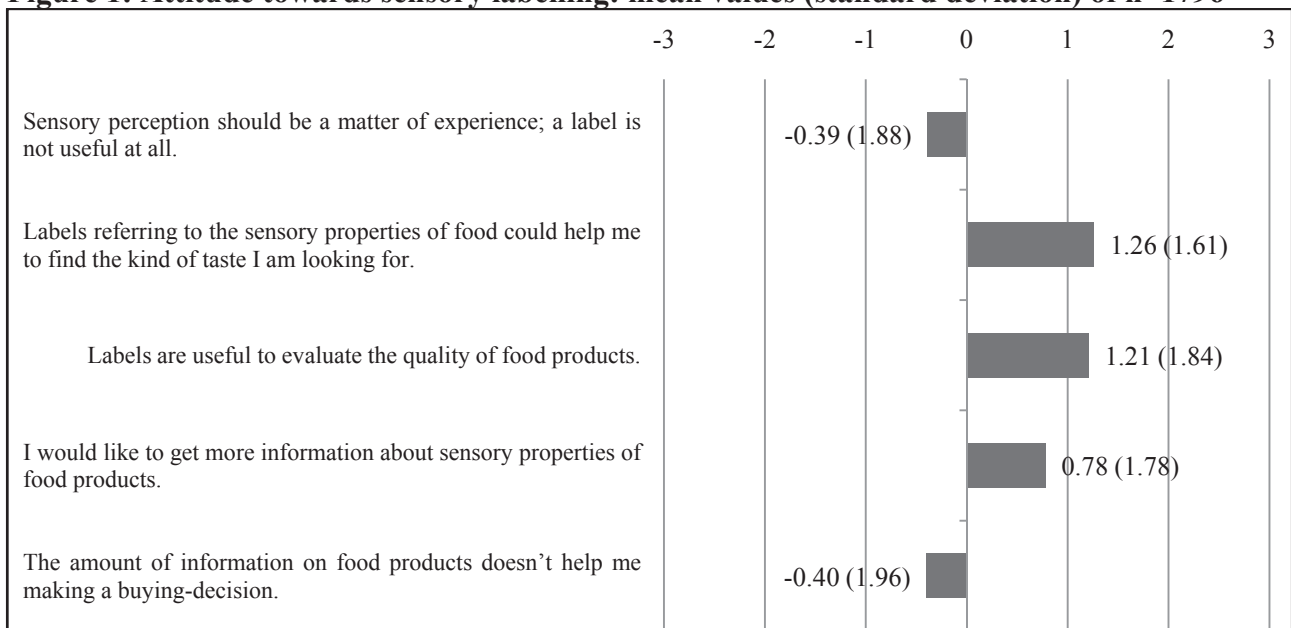 Figure 1: Attitude towards sensory labelling: mean values (standard deviation) of n=1796
-3 -2 -1 0 1 2 3
Sensory perception should be a matter of experience; a label is
not useful at all.
-0.39 (1.88)
Labels referring to the sensory properties of food could help me
to find the kind of taste I am looking for.
1.26 (1.61)
Labels are useful to evaluate the quality of food products.
1.21 (1.84)
I would like to get more information about sensory properties of
food products.
0.78 (1.78)
The amount of information on food products doesn’t help me
making a buying-decision.
-0.40 (1.96)